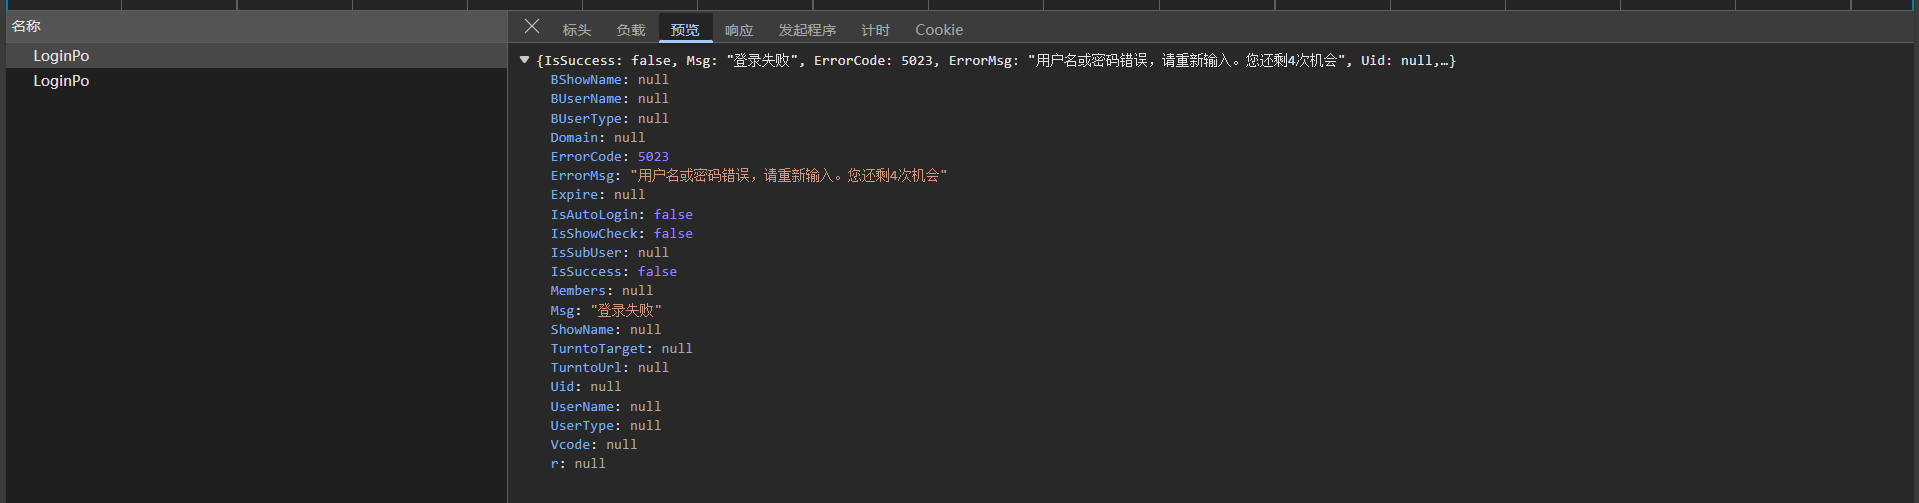 名称
LoginPo
LoginPo
标头 负载 预览 响应 发起程序 计时 Cookie
{IsSuccess: false, Msg: "登录失败", ErrorCode: 5023, ErrorMsg: "用户名或密码错误，请重新输入。您还剩4次机会", Uid: null,…}
BShowName: null
BUserName: null
BUserType: null
Domain: null
ErrorCode: 5023
ErrorMsg: "用户名或密码错误，请重新输入。您还剩4次机会"
Expire: null
IsAutoLogin: false
IsShowCheck: false
IsSubUser: null
IsSuccess: false
Members: null
Msg: "登录失败"
ShowName: null
TurntoTarget: null
TurntoUrl: null
Uid: null
UserName: null
UserType: null
Vcode: null
r: null